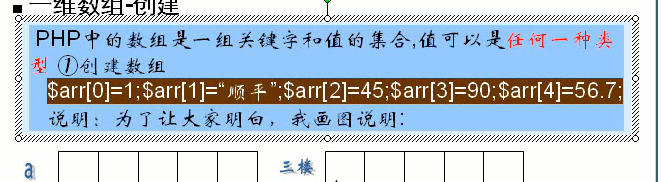 ■ 一维数组-创建
PHP中的数组是一组关键字和值的集合,值可以是任何一种类
型 ①创建数组
$arr[0]=1;$arr[1]=“顺平”;$arr[2]=45;$arr[3]=90;$arr[4]=56.7;
说明：为了让大家明白，我画图说明:
a 三楼